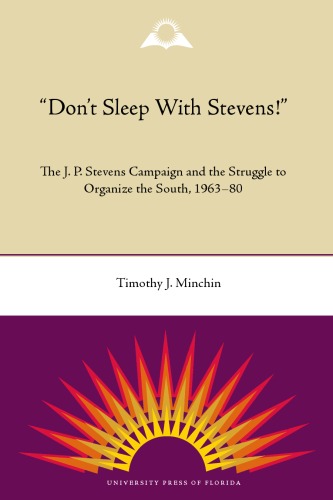 “Don’t Sleep With Stevens!”
The J. P. Stevens Campaign and the Struggle to
Organize the South, 1963–80
Timothy J. Minchin
UNIVERSITY PRESS OF FLORIDA